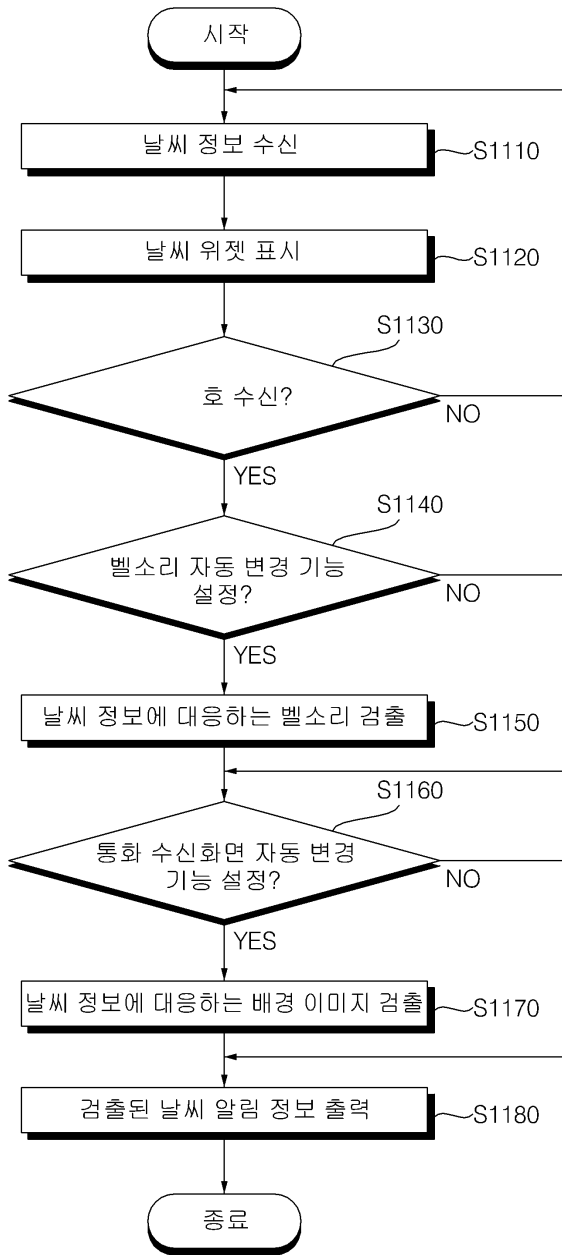 시작
날씨 정보 수신
S1110
날씨 위젯 표시
S1120
S1130
호 수신?
NO
YES
S1140
벨소리 자동 변경 기능
설정?
NO
YES
날씨 정보에 대응하는 벨소리 검출
S1150
S1160
통화 수신화면 자동 변경
기능 설정?
NO
YES
날씨 정보에 대응하는 배경 이미지 검출
S1170
검출된 날씨 알림 정보 출력
S1180
종료